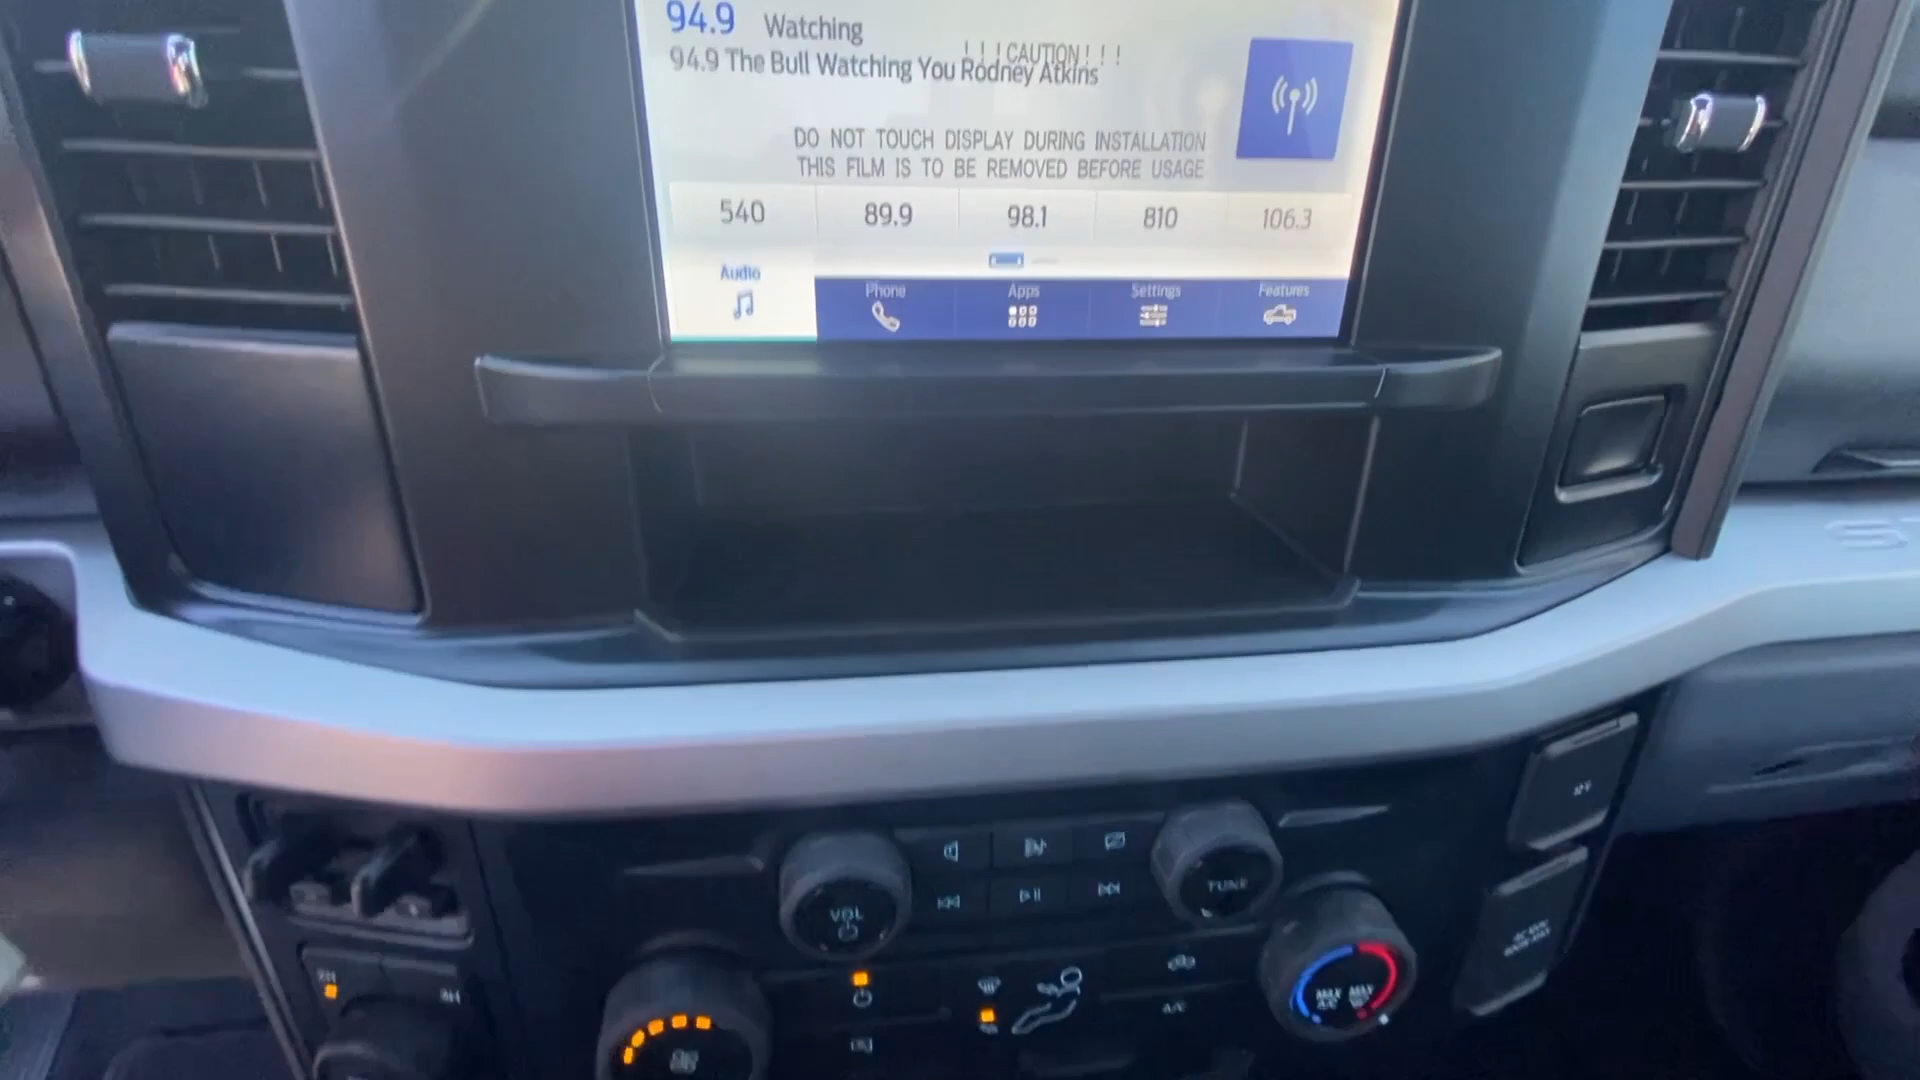 94.9 Watching
! ! ! CAUTION ! ! !
94.9 The Bull Watching You Rodney Atkins
DO NOT TOUCH DISPLAY DURING INSTALLATION
THIS FILM IS TO BE REMOVED BEFORE USAGE
540 89.9 98.1 810 106.3
Audio Phone Apps Settings Features
VOL
TUNE
2H
MAX A/C MAX
A/C